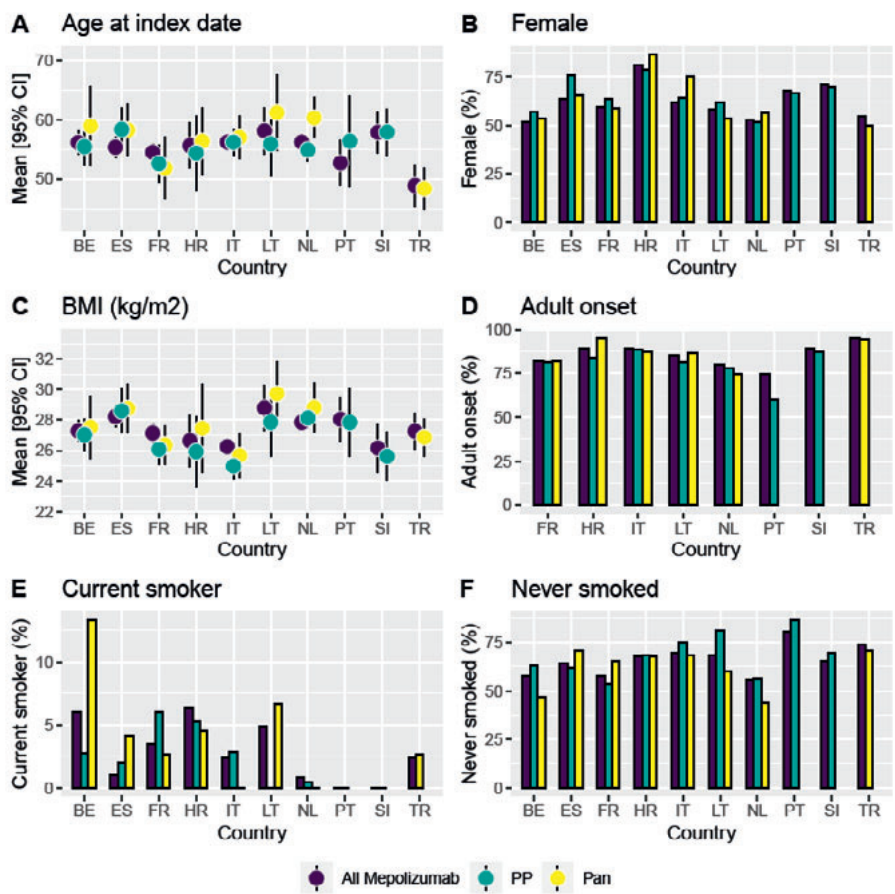 A Age at index date
Mean [95% CI]
70
60
50
BE ES FR HR IT LT NL PT SI TR
Country
B Female
Female (%)
75
50
25
0
BE ES FR HR IT LT NL PT SI TR
Country
C BMI (kg/m2)
Mean [95% CI]
32
30
28
26
24
22
BE ES FR HR IT LT NL PT SI TR
Country
D Adult onset
Adult onset (%)
100
75
50
25
0
FR HR IT LT NL PT SI TR
Country
E Current smoker
Current smoker (%)
10
5
0
BE ES FR HR IT LT NL PT SI TR
Country
F Never smoked
Never smoked (%)
75
50
25
0
BE ES FR HR IT LT NL PT SI TR
Country
All Mepolizumab PP Pan